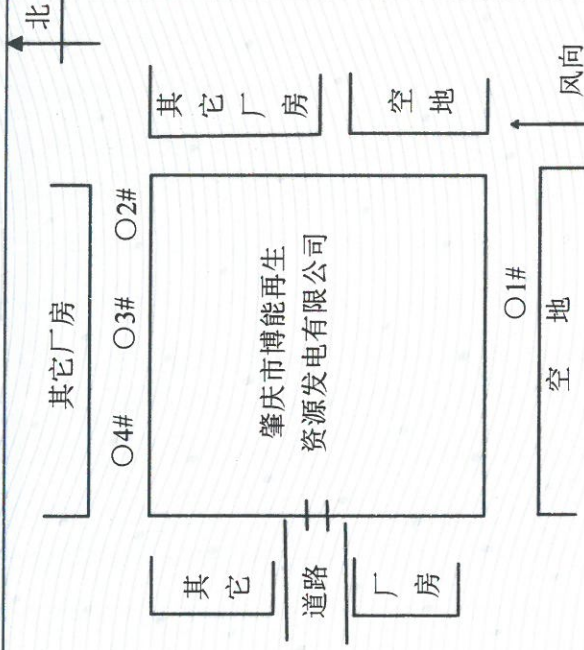 北
其它厂房
其它厂房
空地
风向
O4#
O3#
O2#
肇庆市博能再生
资源发电有限公司
O1#
其它
道路
厂房
空地